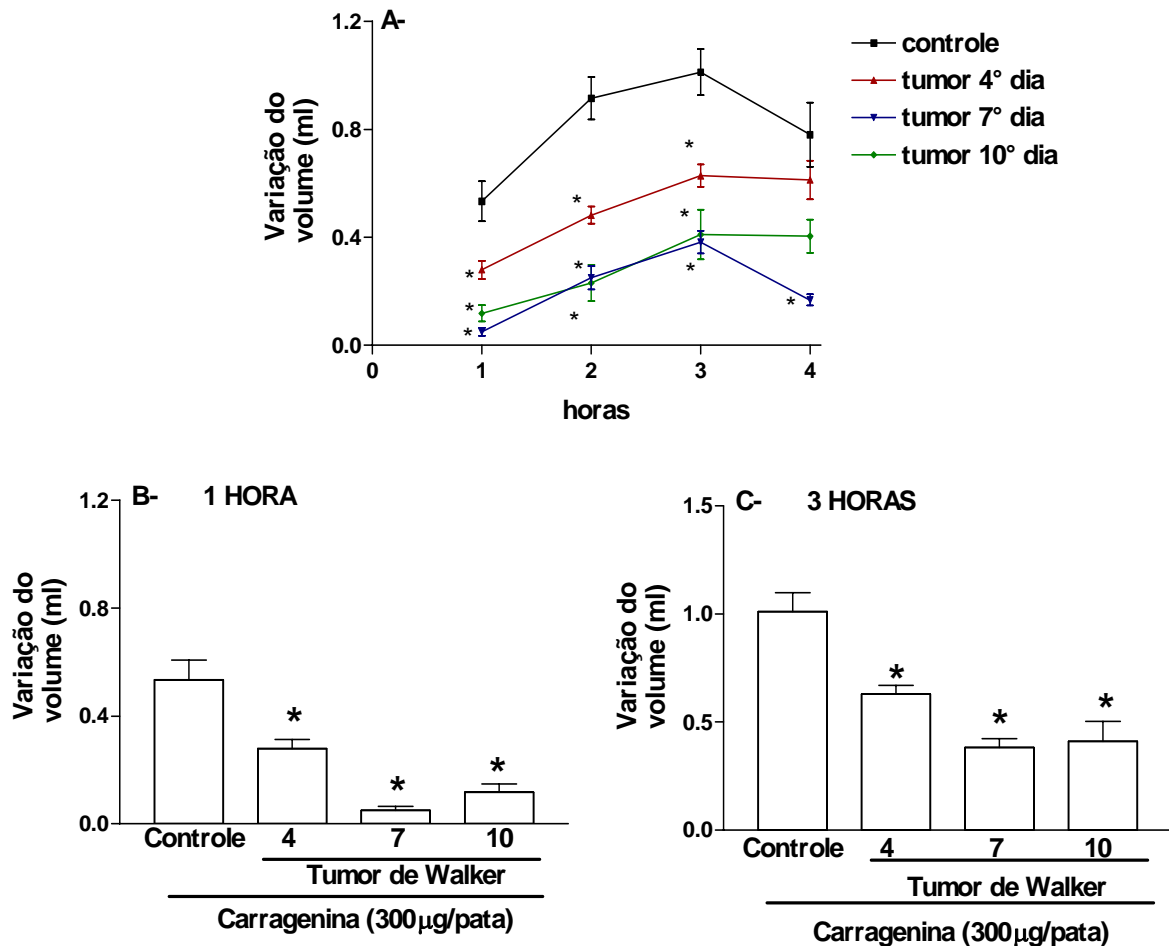 A-
1.2
0.8
0.4
0.0
Variação do
volume (ml)
0
1
2
3
4
horas
controle
tumor 4° dia
tumor 7° dia
tumor 10° dia
*
*
*
*
*
*
*
*
*
*
B- 1 HORA
1.2
0.8
0.4
0.0
Variação do
volume (ml)
*
*
*
Controle 4 7 10
Tumor de Walker
Carragenina (300µg/pata)
C- 3 HORAS
1.5
1.0
0.5
0.0
Variação do
volume (ml)
*
*
*
Controle 4 7 10
Tumor de Walker
Carragenina (300µg/pata)